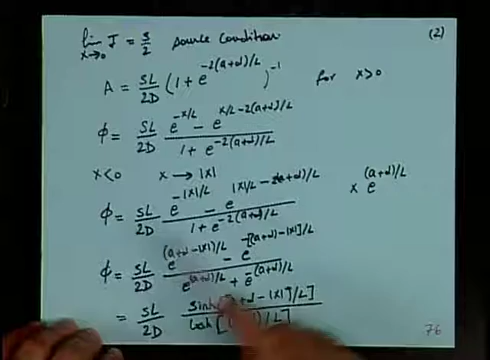 lim J = S/2 source condition (2)
x→0
A = SL/2D (1 + e^{-2(a+d)/L})^{-1} for x>0
ϕ = SL/2D (e^{-x/L} - e^{x/L-2(a+d)/L})/(1 + e^{-2(a+d)/L})
x<0 x → |x|
ϕ = SL/2D (e^{-|x|/L} - e^{|x|/L - 2(a+d)/L})/(1 + e^{-2(a+d)/L}) × e^{(a+d)/L}
ϕ = SL/2D (e^{(a+d-|x|)/L} - e^{-[(a+d)-|x|]/L})/(e^{(a+d)/L} + e^{-(a+d)/L})
= SL/2D sinh[ +d - |x|]/L] / Cosh[ )/L]
76